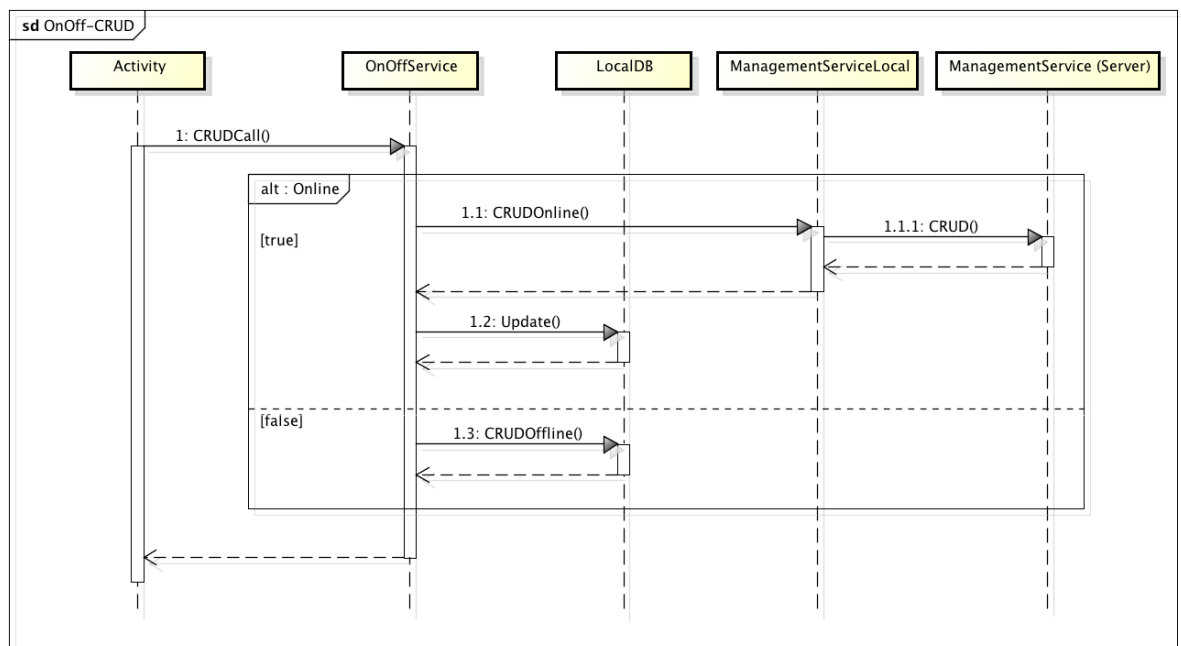 sd OnOff-CRUD
Activity
OnOffService
LocalDB
ManagementServiceLocal
ManagementService (Server)
1: CRUDCall()
alt : Online
1.1: CRUDOnline()
1.1.1: CRUD()
[true]
1.2: Update()
[false]
1.3: CRUDOffline()